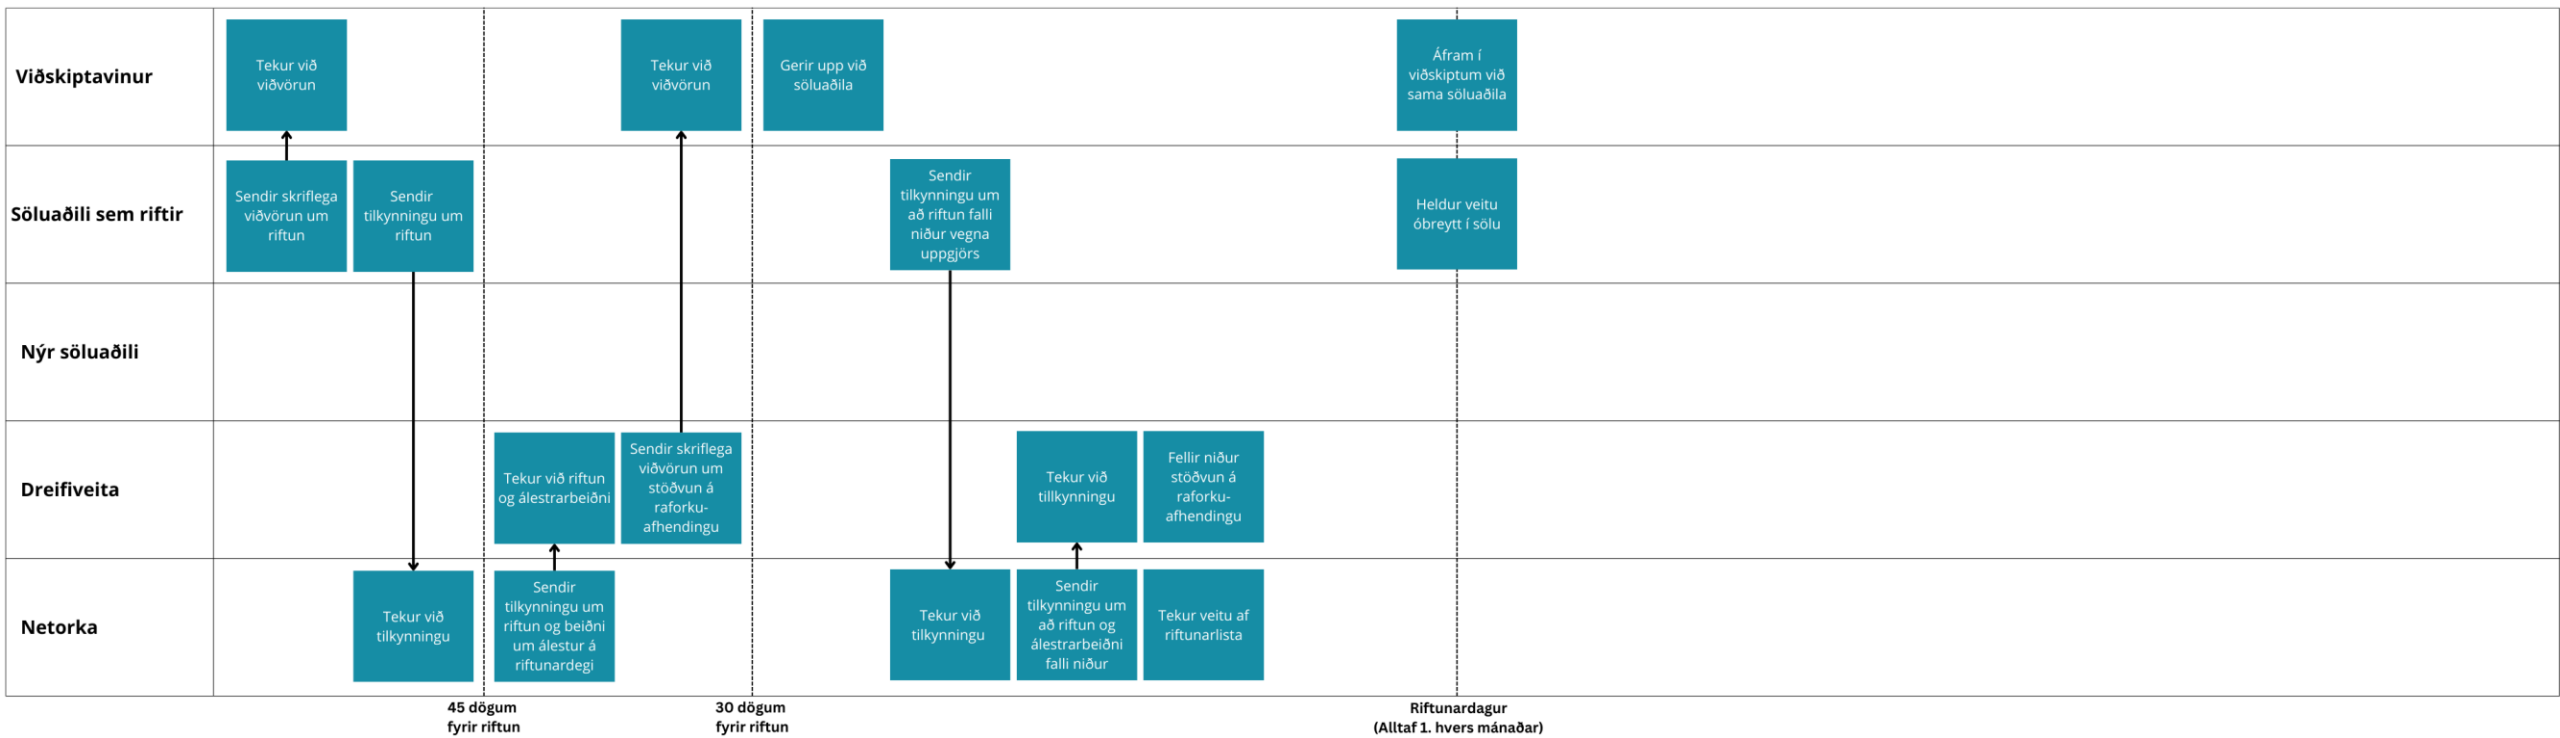 Viðskiptavinur
Tekur við
viðvörun
Tekur við
viðvörun
Gerir upp við
söluaðila
Áfram í
viðskiptum við
sama söluaðila
Söluaðili sem riftir
Sendir skriflega
viðvörun um
riftun
Sendir
tilkynningu um
riftun
Sendir
tilkynningu um
að riftun falli
niður vegna
uppgjörs
Heldur veitu
óbreytt í sölu
Nýr söluaðili
Dreifiveita
Tekur við riftun
og álestrarbeiðni
Sendir skriflega
viðvörun um
stöðvun á
raforku-
afhendingu
Tekur við
tillkynningu
Fellir niður
stöðvun á
raforku-
afhendingu
Netorka
Tekur við
tilkynningu
Sendir
tilkynningu um
riftun og beiðni
um álestur á
riftunardegi
Tekur við
tilkynningu
Sendir
tilkynningu um
að riftun og
álestrarbeiðni
falli niður
Tekur veitu af
riftunarlista
45 dögum
fyrir riftun
30 dögum
fyrir riftun
Riftunardagur
(Alltaf 1. hvers mánaðar)